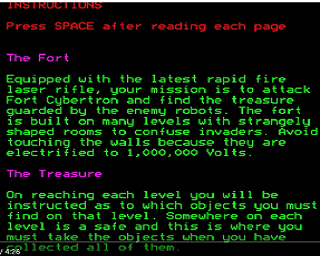 INSTRUCTIONS
Press SPACE after reading each page
The Fort
Equipped with the latest rapid fire
laser rifle, your mission is to attack
Fort Cybertron and find the treasure
guarded by the enemy robots. The fort
is built on many levels with strangely
shaped rooms to confuse invaders. Avoid
touching the walls because they are
electrified to 1,000,000 Volts.
The Treasure
On reaching each level you will be
instructed as to which objects you must
find on that level. Somewhere on each
level is a safe and this is where you
must take the objects when you have
collected all of them.
/ 4:26